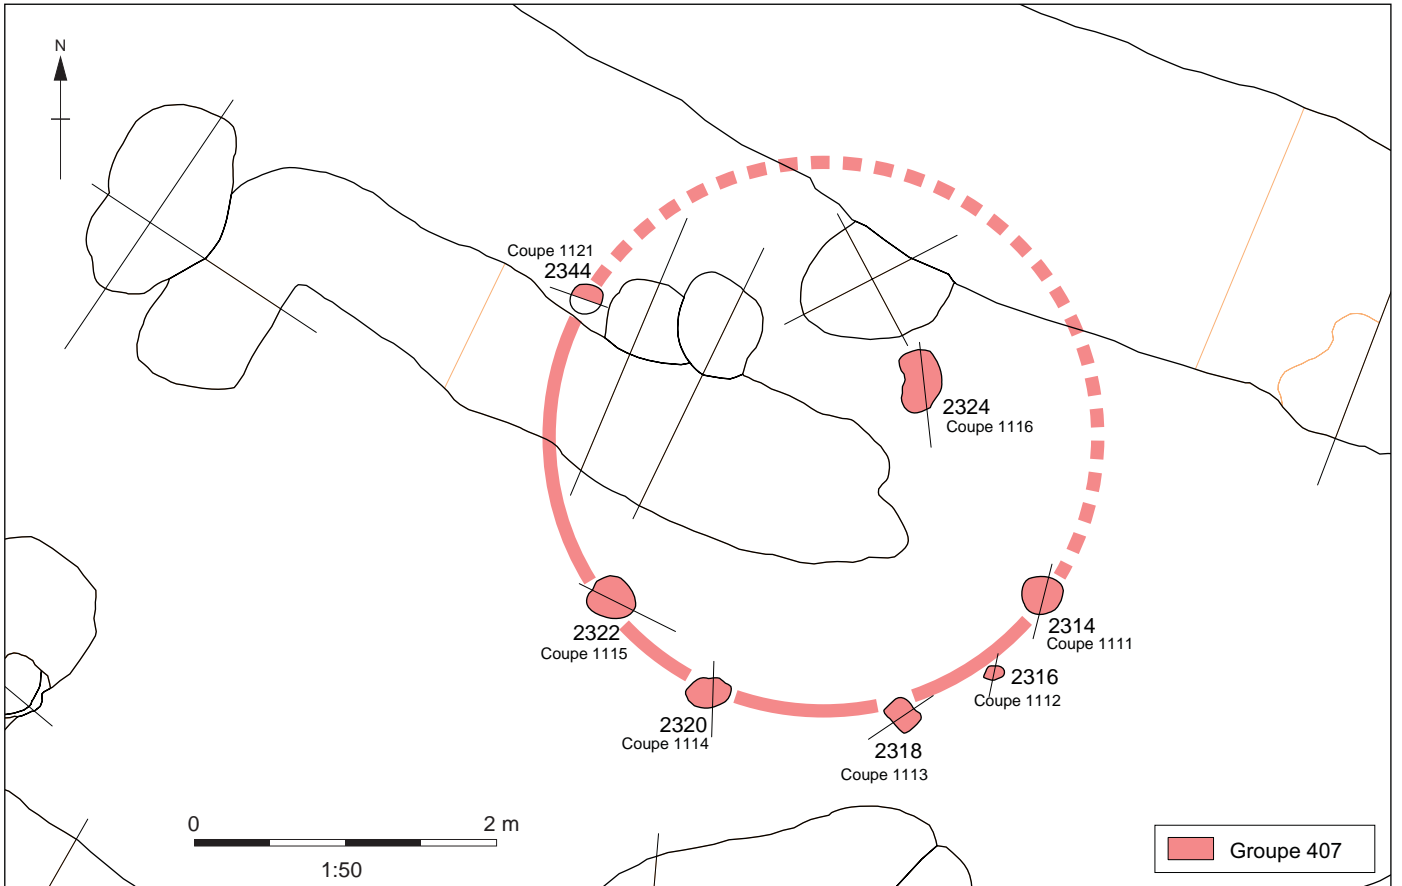 N
Coupe 1121
2344
2324
Coupe 1116
2322
Coupe 1115
2314
Coupe 1111
2316
Coupe 1112
2320
Coupe 1114
2318
Coupe 1113
0 2 m
1:50
Groupe 407